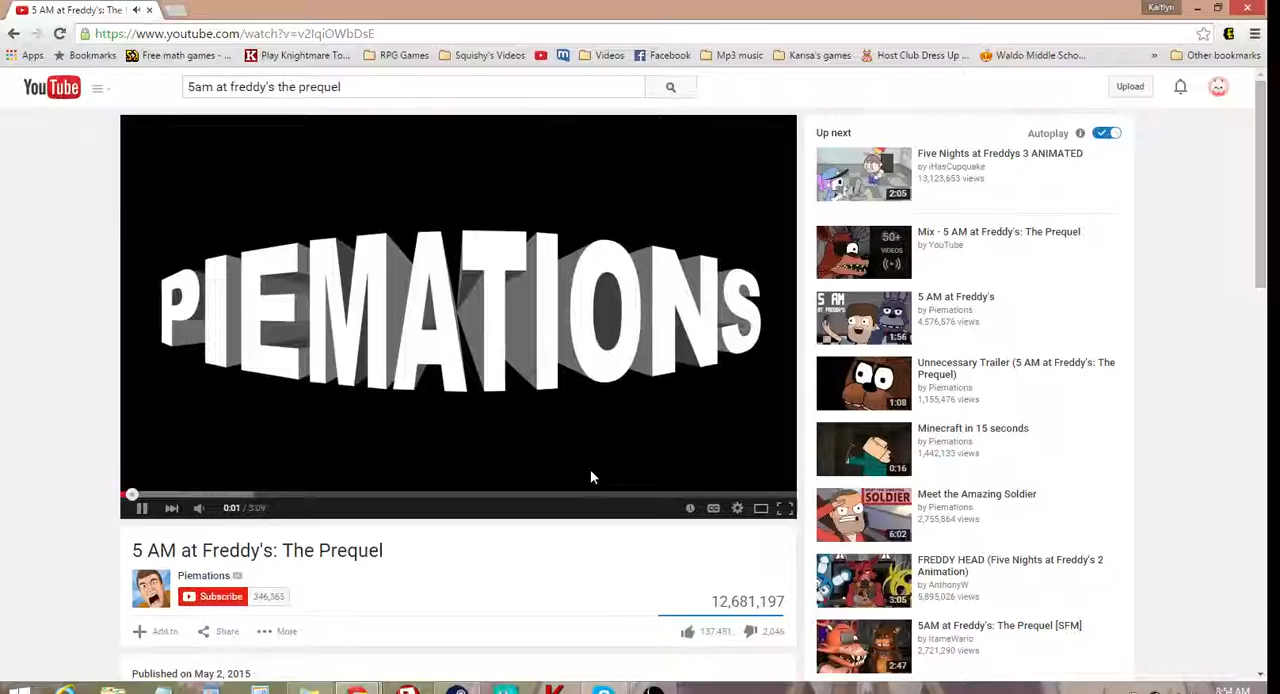 5 AM at Freddy's: The
Kaitlyn
https://www.youtube.com/watch?v=v2IqiOWbDsE
Apps Bookmarks Free math games - ... Play Knightmare To... RPG Games Squishy's Videos Videos Facebook Mp3 music Karisa's games Host Club Dress Up ... Waldo Middle Scho... » Other bookmarks
YouTube
5am at freddy's the prequel
Upload
PIEMATIONS
0:01 / 3:09
5 AM at Freddy's: The Prequel
Piemations
Subscribe 346,365
12,681,197
Add to Share More
2,046
Published on May 2, 2015
Up next
Autoplay
Five Nights at Freddys 3 ANIMATED
by iHasCupquake
13,123,653 views
2:05
Mix - 5 AM at Freddy's: The Prequel
by YouTube
50+
VIDEOS
5 AM at Freddy's
by Piemations
4,576,576 views
5 AM
1:56
Unnecessary Trailer (5 AM at Freddy's: The
Prequel)
by Piemations
1,155,476 views
1:08
Minecraft in 15 seconds
by Piemations
1,442,133 views
0:16
Meet the Amazing Soldier
by Piemations
2,755,864 views
SOLDIER
6:02
FREDDY HEAD (Five Nights at Freddy's 2
Animation)
by AnthonyW
5,895,026 views
3:05
5AM at Freddy's: The Prequel [SFM]
by ItameWario
2,721,290 views
2:47
8:54 AM